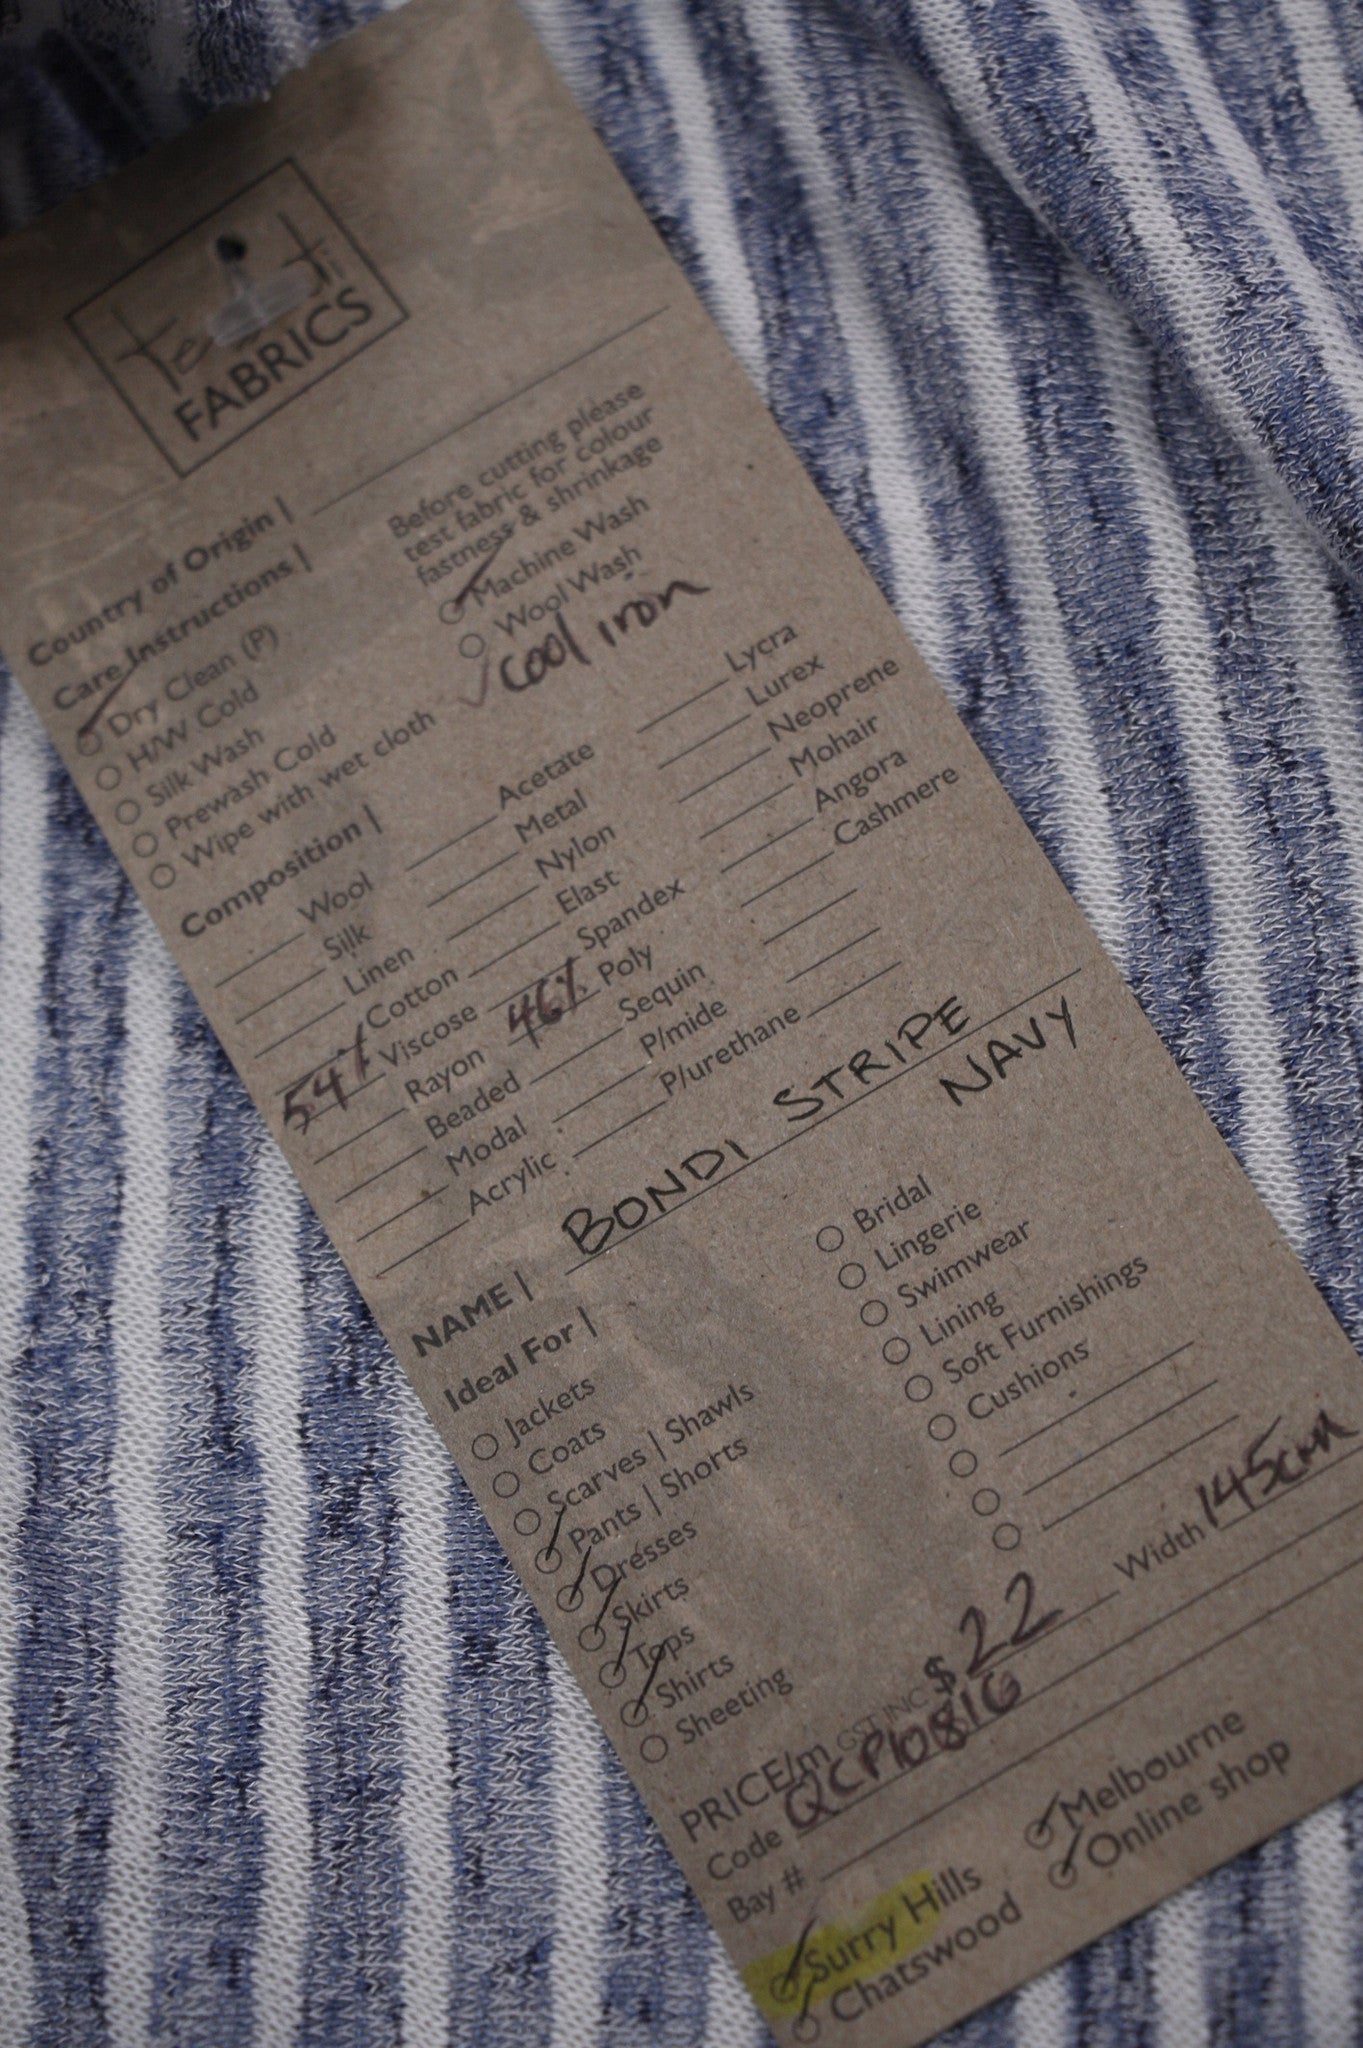 FABRICS
Country of Origin |
Care Instructions |
Before cutting please
test fabric for colour
fastness & shrinkage
Dry Clean (P)
H/W Cold
Silk Wash
Prewash Cold
Wipe with wet cloth
Machine Wash
Wool Wash
cool iron
Composition |
Wool
Silk
Linen
Cotton
54% Viscose
Rayon
Beaded
Modal
Acrylic
Acetate
Metal
Nylon
Elast
Spandex
46% Poly
Sequin
P/mide
P/urethane
Lycra
Lurex
Neoprene
Mohair
Angora
Cashmere
NAME | BONDI STRIPE
NAVY
Ideal For |
Jackets
Coats
Scarves | Shawls
Pants | Shorts
Dresses
Skirts
Tops
Shirts
Sheeting
Bridal
Lingerie
Swimwear
Lining
Soft Furnishings
Cushions
PRICE/m GST INC $22 Width 145cm
Code QCP10816
Bay #
Surry Hills
Chatswood
Melbourne
Online shop